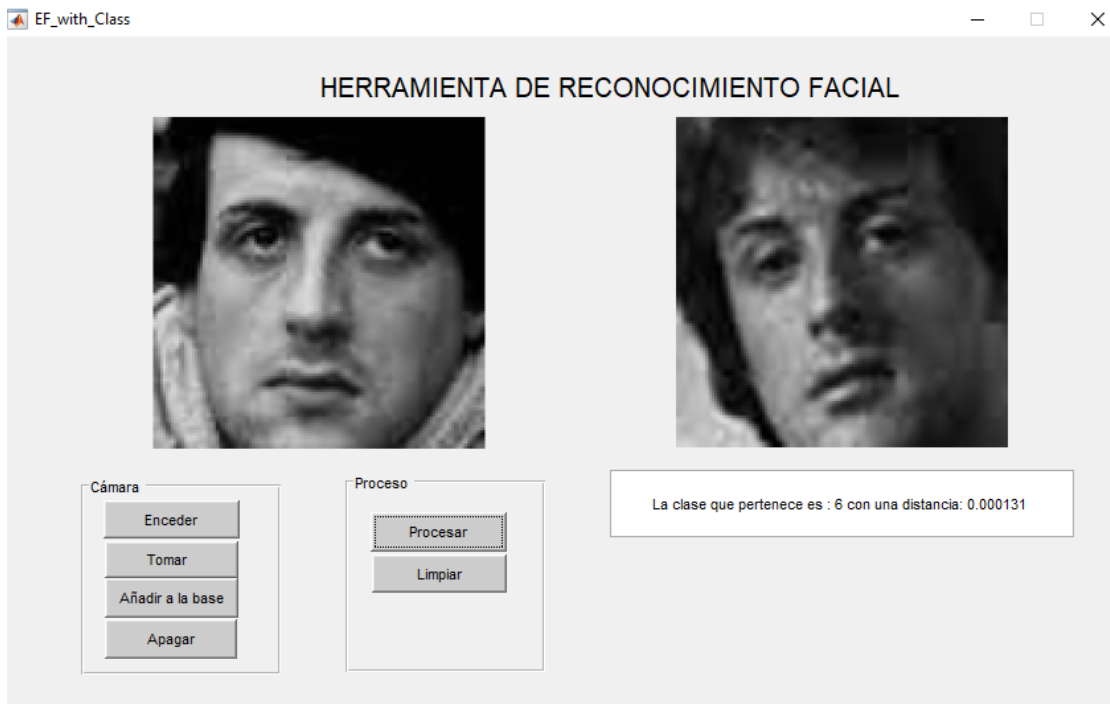 EF_with_Class
HERRAMIENTA DE RECONOCIMIENTO FACIAL
Cámara
Enceder
Tomar
Añadir a la base
Apagar
Proceso
Procesar
Limpiar
La clase que pertenece es : 6 con una distancia: 0.000131